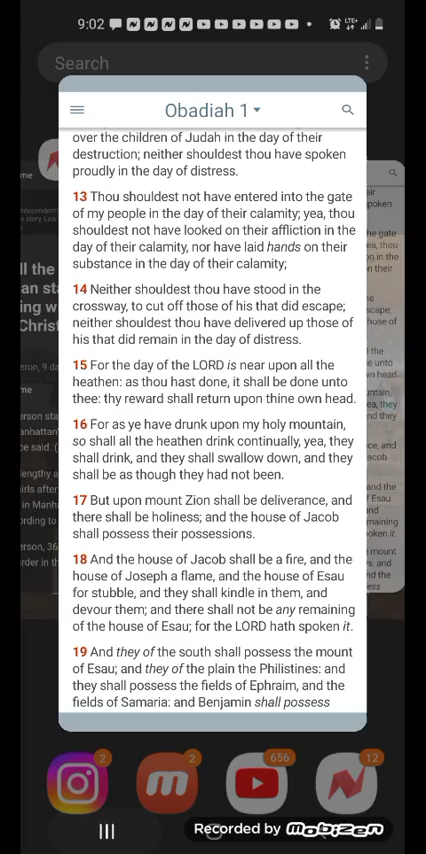 9:02
LTE+
Search
Obadiah 1
over the children of Judah in the day of their
destruction; neither shouldest thou have spoken
proudly in the day of distress.
13 Thou shouldest not have entered into the gate
of my people in the day of their calamity; yea, thou
shouldest not have looked on their affliction in the
day of their calamity, nor have laid hands on their
substance in the day of their calamity;
14 Neither shouldest thou have stood in the
crossway, to cut off those of his that did escape;
neither shouldest thou have delivered up those of
his that did remain in the day of distress.
15 For the day of the LORD is near upon all the
heathen: as thou hast done, it shall be done unto
thee: thy reward shall return upon thine own head.
16 For as ye have drunk upon my holy mountain,
so shall all the heathen drink continually, yea, they
shall drink, and they shall swallow down, and they
shall be as though they had not been.
17 But upon mount Zion shall be deliverance, and
there shall be holiness; and the house of Jacob
shall possess their possessions.
18 And the house of Jacob shall be a fire, and the
house of Joseph a flame, and the house of Esau
for stubble, and they shall kindle in them, and
devour them; and there shall not be any remaining
of the house of Esau; for the LORD hath spoken it.
19 And they of the south shall possess the mount
of Esau; and they of the plain the Philistines: and
they shall possess the fields of Ephraim, and the
fields of Samaria: and Benjamin shall possess
2
2
656
12
Recorded by Mobizen